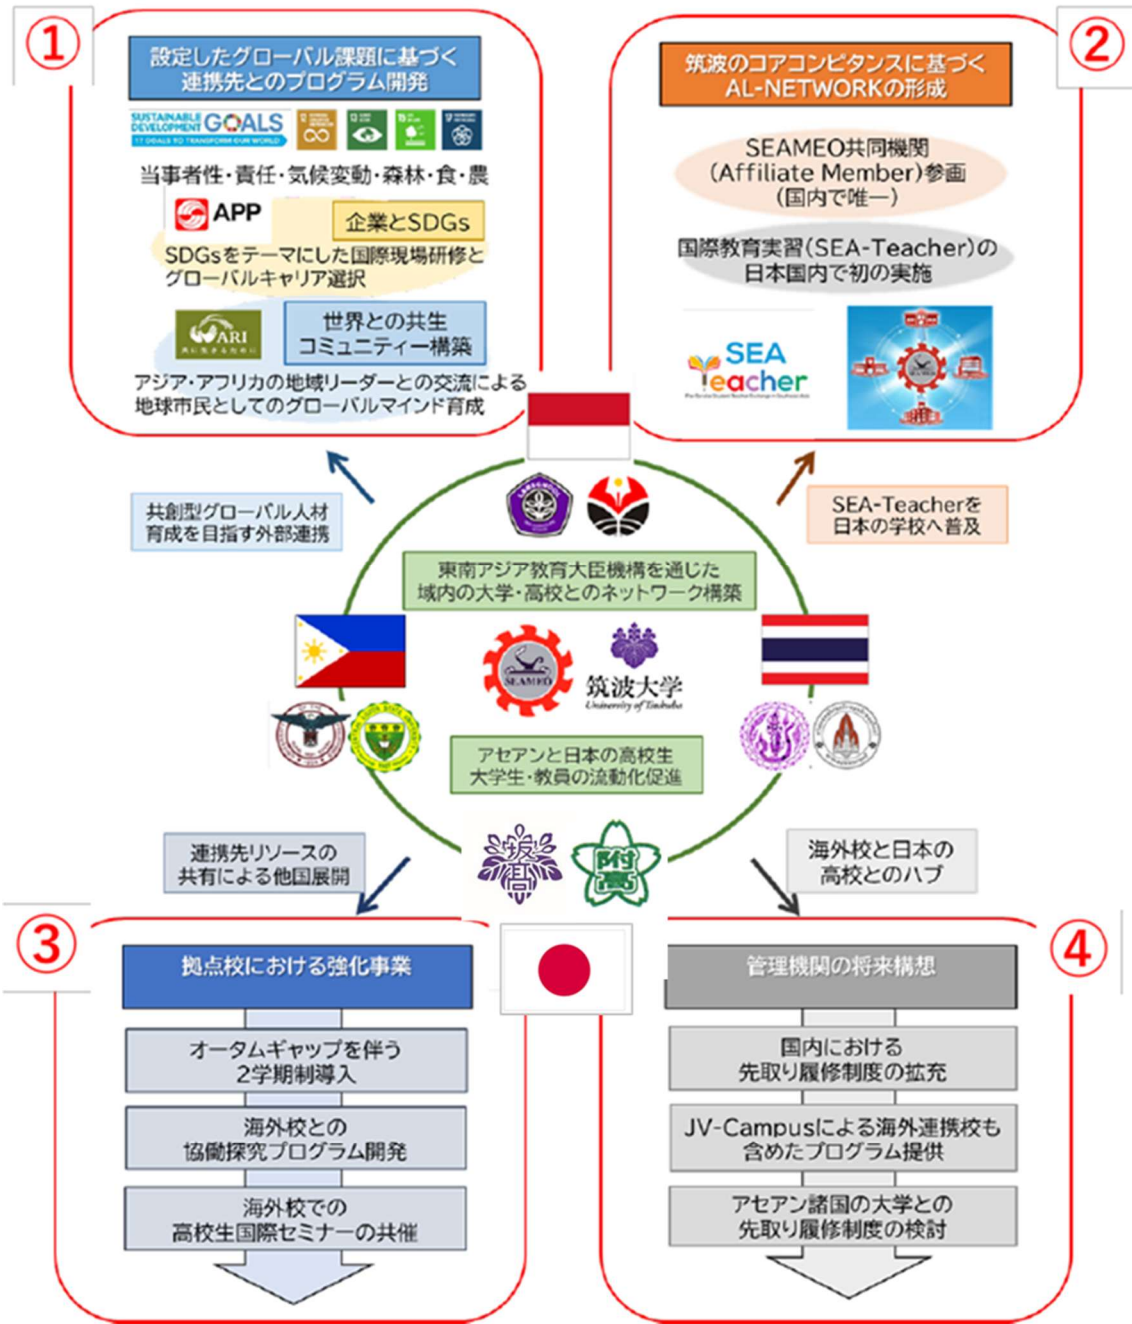 ①
設定したグローバル課題に基づく
連携先とのプログラム開発
SUSTAINABLE
DEVELOPMENT GOALS
17 GOALS TO TRANSFORM OUR WORLD
当事者性・責任・気候変動・森林・食・農
APP
企業とSDGs
SDGsをテーマにした国際現場研修と
グローバルキャリア選択
ARI
共に生きるために
世界との共生
コミュニティー構築
アジア・アフリカの地域リーダーとの交流による
地球市民としてのグローバルマインド育成
②
筑波のコアコンピタンスに基づく
AL-NETWORKの形成
SEAMEO共同機関
(Affiliate Member)参画
(国内で唯一)
国際教育実習(SEA-Teacher)の
日本国内で初の実施
SEA
Teacher
共創型グローバル人材
育成を目指す外部連携
SEA-Teacherを
日本の学校へ普及
東南アジア教育大臣機構を通じた
域内の大学・高校とのネットワーク構築
SEAMEO
筑波大学
University of Tsukuba
アセアンと日本の高校生
大学生・教員の流動化促進
連携先リソースの
共有による他国展開
坂高
附高
海外校と日本の
高校とのハブ
③
拠点校における強化事業
オータムギャップを伴う
2学期制導入
海外校との
協働探究プログラム開発
海外校での
高校生国際セミナーの共催
④
管理機関の将来構想
国内における
先取り履修制度の拡充
JV-Campusによる海外連携校も
含めたプログラム提供
アセアン諸国の大学との
先取り履修制度の検討